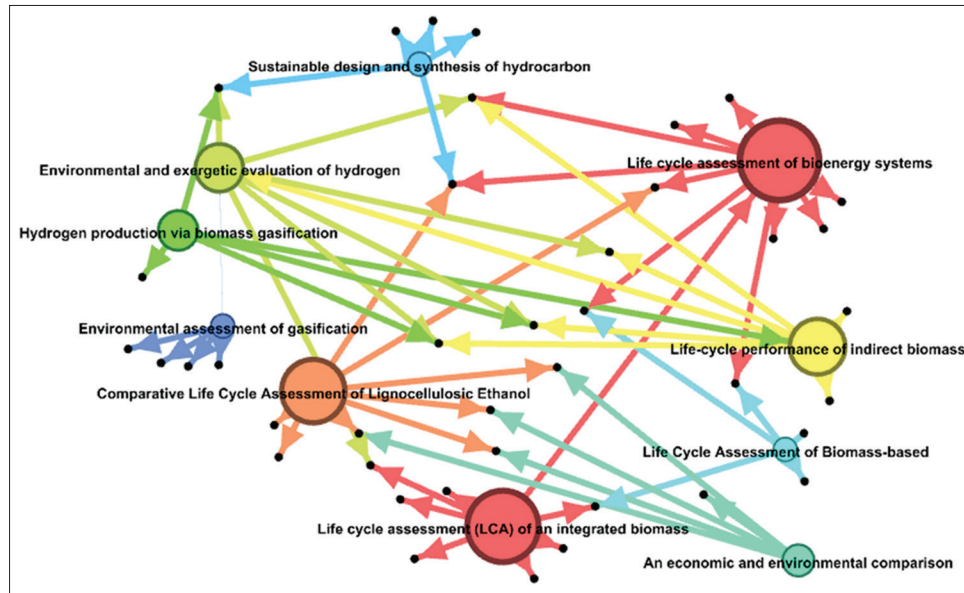 Sustainable design and synthesis of hydrocarbon
Life cycle assessment of bioenergy systems
Environmental and exergetic evaluation of hydrogen
Hydrogen production via biomass gasification
Environmental assessment of gasification
Life-cycle performance of indirect biomass
Comparative Life Cycle Assessment of Lignocellulosic Ethanol
Life Cycle Assessment of Biomass-based
Life cycle assessment (LCA) of an integrated biomass
An economic and environmental comparison